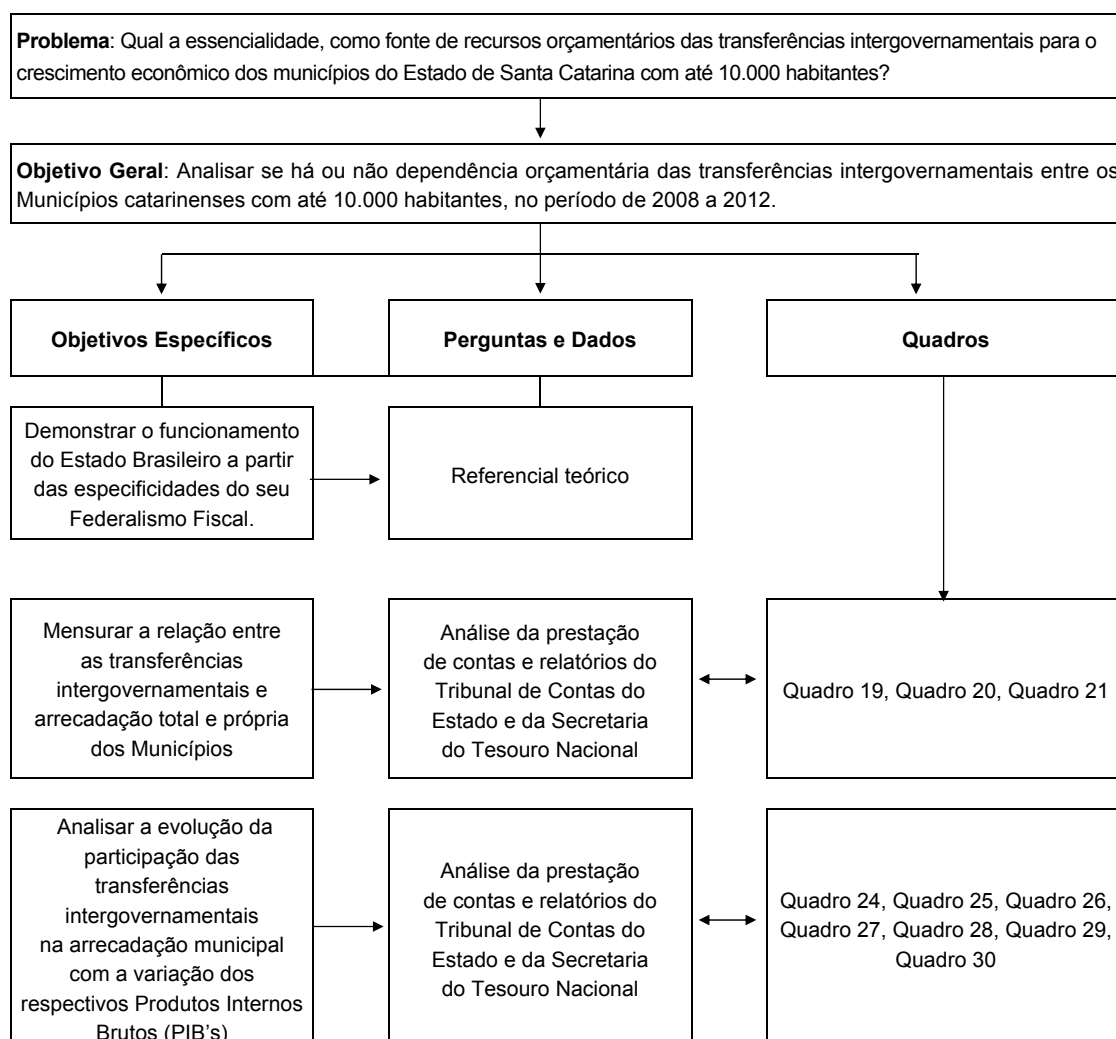 Problema: Qual a essencialidade, como fonte de recursos orçamentários das transferências intergovernamentais para o
crescimento econômico dos municípios do Estado de Santa Catarina com até 10.000 habitantes?
Objetivo Geral: Analisar se há ou não dependência orçamentária das transferências intergovernamentais entre os
Municípios catarinenses com até 10.000 habitantes, no período de 2008 a 2012.
Objetivos Específicos
Perguntas e Dados
Quadros
Demonstrar o funcionamento
do Estado Brasileiro a partir
das especificidades do seu
Federalismo Fiscal.
Referencial teórico
Mensurar a relação entre
as transferências
intergovernamentais e
arrecadação total e própria
dos Municípios
Análise da prestação
de contas e relatórios do
Tribunal de Contas do
Estado e da Secretaria
do Tesouro Nacional
Quadro 19, Quadro 20, Quadro 21
Analisar a evolução da
participação das
transferências
intergovernamentais
na arrecadação municipal
com a variação dos
respectivos Produtos Internos
Brutos (PIB's)
Análise da prestação
de contas e relatórios do
Tribunal de Contas do
Estado e da Secretaria
do Tesouro Nacional
Quadro 24, Quadro 25, Quadro 26,
Quadro 27, Quadro 28, Quadro 29,
Quadro 30